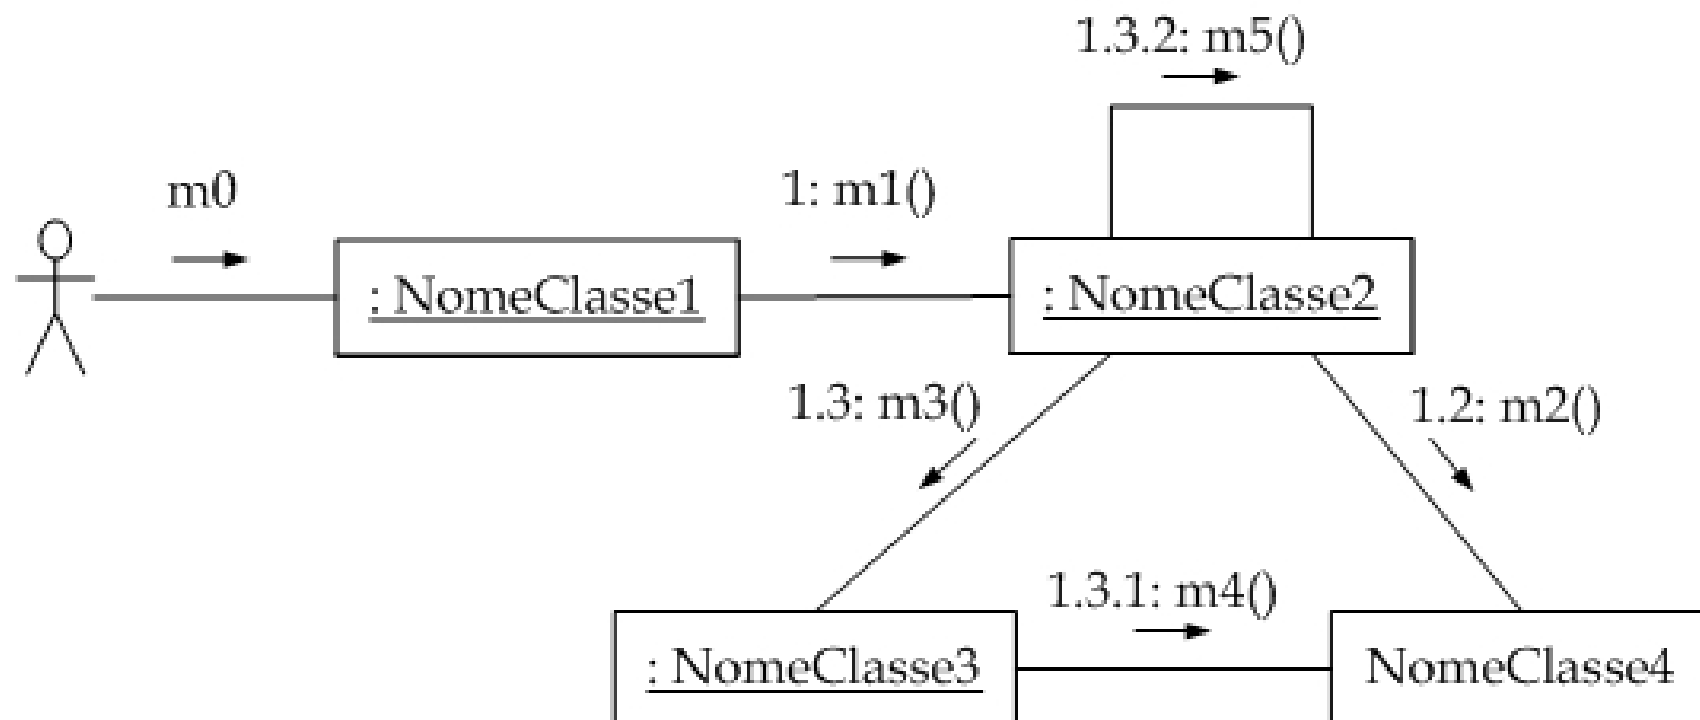 1.3.2: m5()
m0
1: m1()
: NomeClasse1
: NomeClasse2
1.3: m3()
1.2: m2()
1.3.1: m4()
: NomeClasse3
NomeClasse4